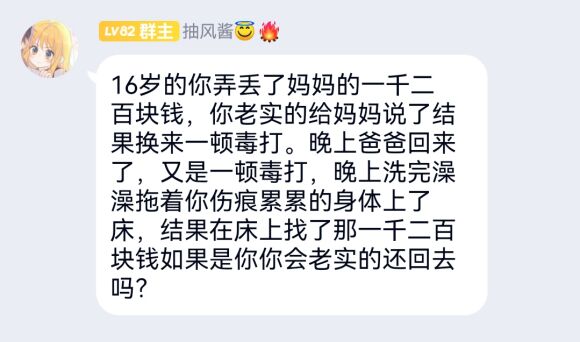 LV82 群主 抽风酱😇🔥
16岁的你弄丢了妈妈的一千二
百块钱，你老实的给妈妈说了结
果换来一顿毒打。晚上爸爸回来
了，又是一顿毒打，晚上洗完澡
澡拖着你伤痕累累的身体上了
床，结果在床上找了那一千二百
块钱如果是你你会老实的还回去
吗?